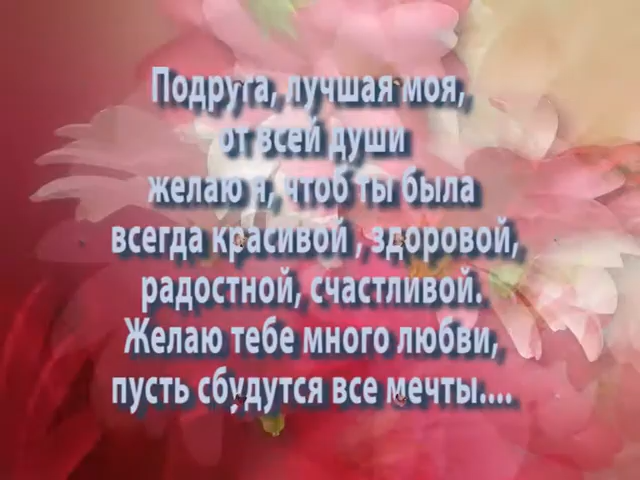 Подруга, лучшая моя,
от всей души
желаю я, чтоб ты была
всегда красивой , здоровой,
радостной, счастливой.
Желаю тебе много любви,
пусть сбудутся все мечты....